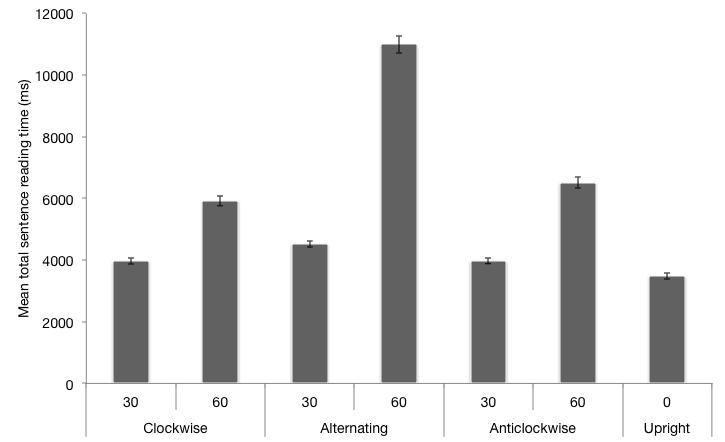 Mean total sentence reading time (ms)
12000
10000
8000
6000
4000
2000
0
30 60 30 60 30 60 0
Clockwise Alternating Anticlockwise Upright